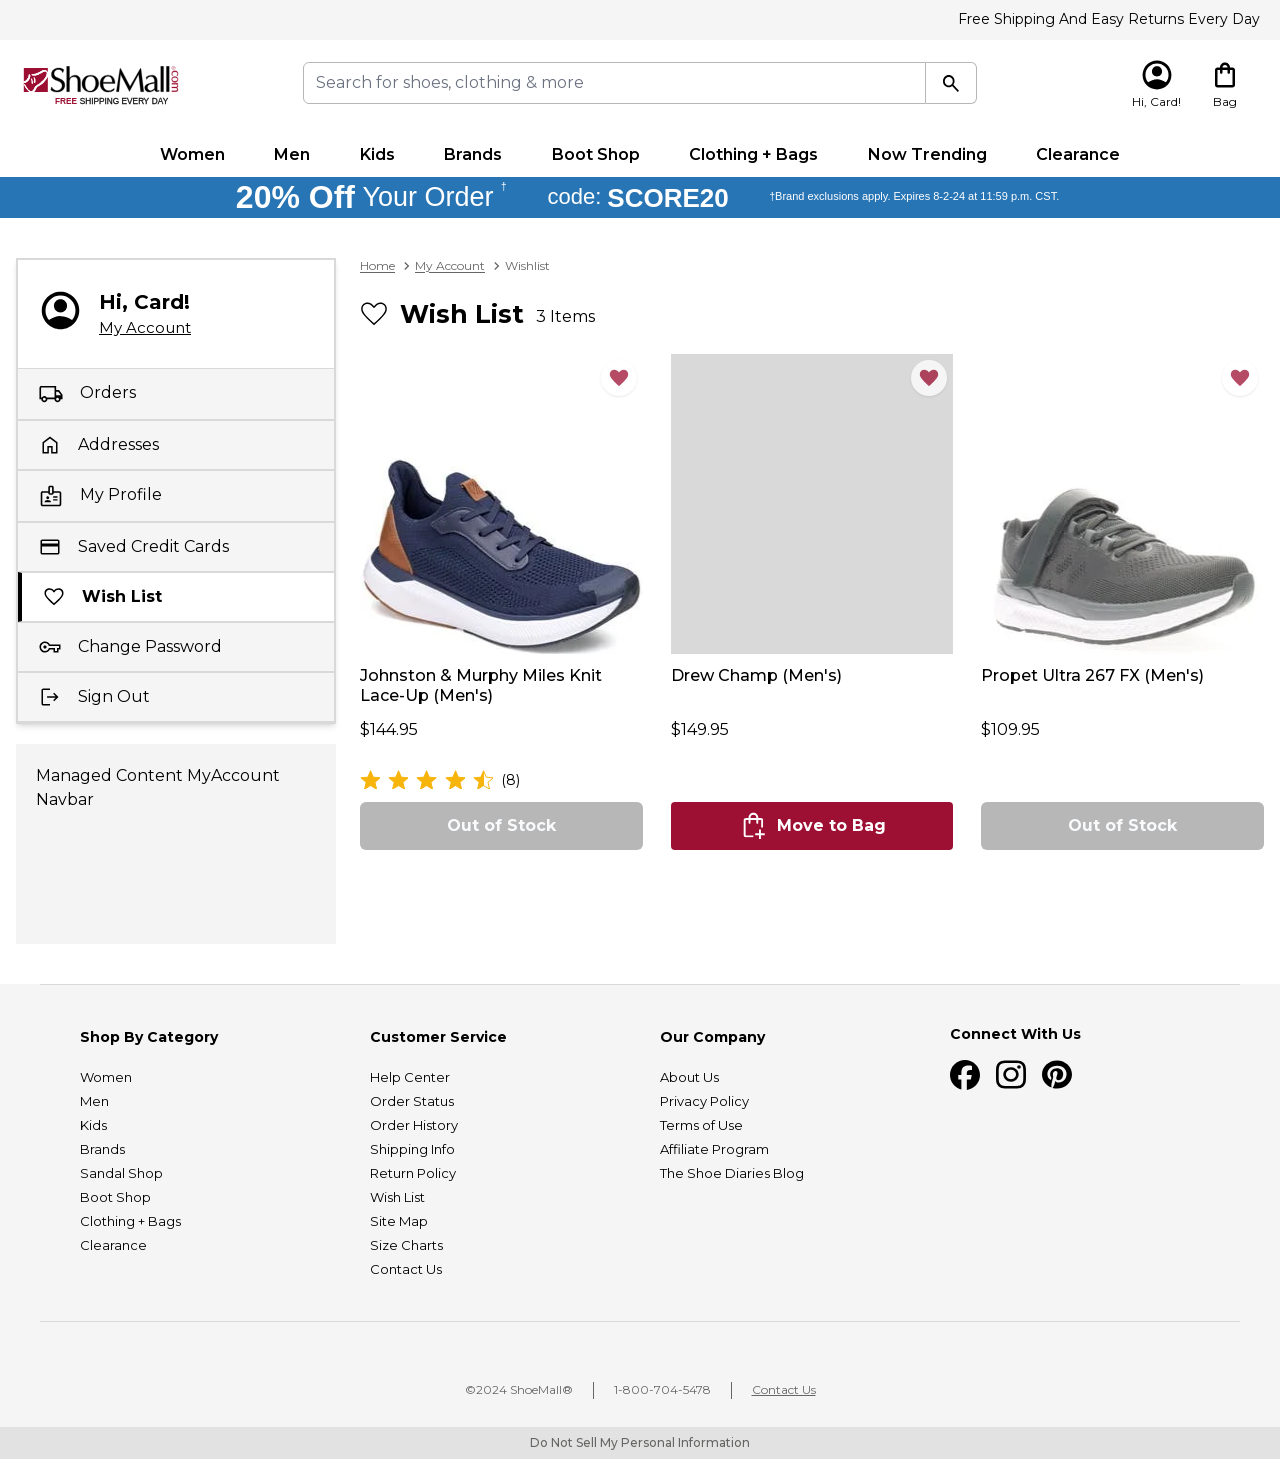 Free Shipping And Easy Returns Every Day
ShoeMall.com
FREE SHIPPING EVERY DAY
Search for shoes, clothing & more
Hi, Card!
Bag
Women
Men
Kids
Brands
Boot Shop
Clothing + Bags
Now Trending
Clearance
20% Off Your Order † code: SCORE20 †Brand exclusions apply. Expires 8-2-24 at 11:59 p.m. CST.
Hi, Card!
My Account
Orders
Addresses
My Profile
Saved Credit Cards
Wish List
Change Password
Sign Out
Managed Content MyAccount
Navbar
Home
My Account
Wishlist
Wish List 3 Items
Johnston & Murphy Miles Knit
Lace-Up (Men's)
$144.95
(8)
Out of Stock
Drew Champ (Men's)
$149.95
Move to Bag
Propet Ultra 267 FX (Men's)
$109.95
Out of Stock
Shop By Category
Women
Men
Kids
Brands
Sandal Shop
Boot Shop
Clothing + Bags
Clearance
Customer Service
Help Center
Order Status
Order History
Shipping Info
Return Policy
Wish List
Site Map
Size Charts
Contact Us
Our Company
About Us
Privacy Policy
Terms of Use
Affiliate Program
The Shoe Diaries Blog
Connect With Us
©2024 ShoeMall®
1-800-704-5478
Contact Us
Do Not Sell My Personal Information